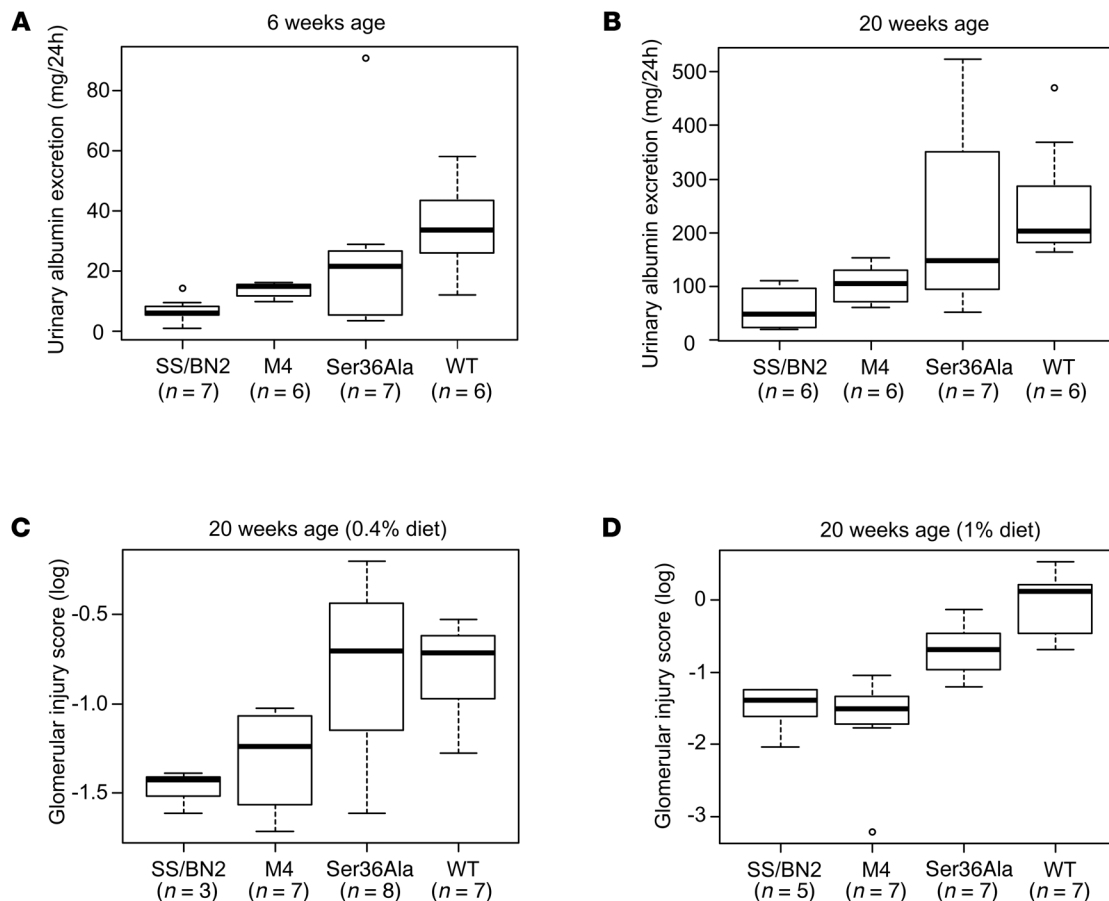 A
6 weeks age
Urinary albumin excretion (mg/24h)
80
60
40
20
0
SS/BN2 M4 Ser36Ala WT
(n = 7) (n = 6) (n = 7) (n = 6)
B
20 weeks age
Urinary albumin excretion (mg/24h)
500
400
300
200
100
0
SS/BN2 M4 Ser36Ala WT
(n = 6) (n = 6) (n = 7) (n = 6)
C
20 weeks age (0.4% diet)
Glomerular injury score (log)
-0.5
-1.0
-1.5
SS/BN2 M4 Ser36Ala WT
(n = 3) (n = 7) (n = 8) (n = 7)
D
20 weeks age (1% diet)
Glomerular injury score (log)
0
-1
-2
-3
SS/BN2 M4 Ser36Ala WT
(n = 5) (n = 7) (n = 7) (n = 7)